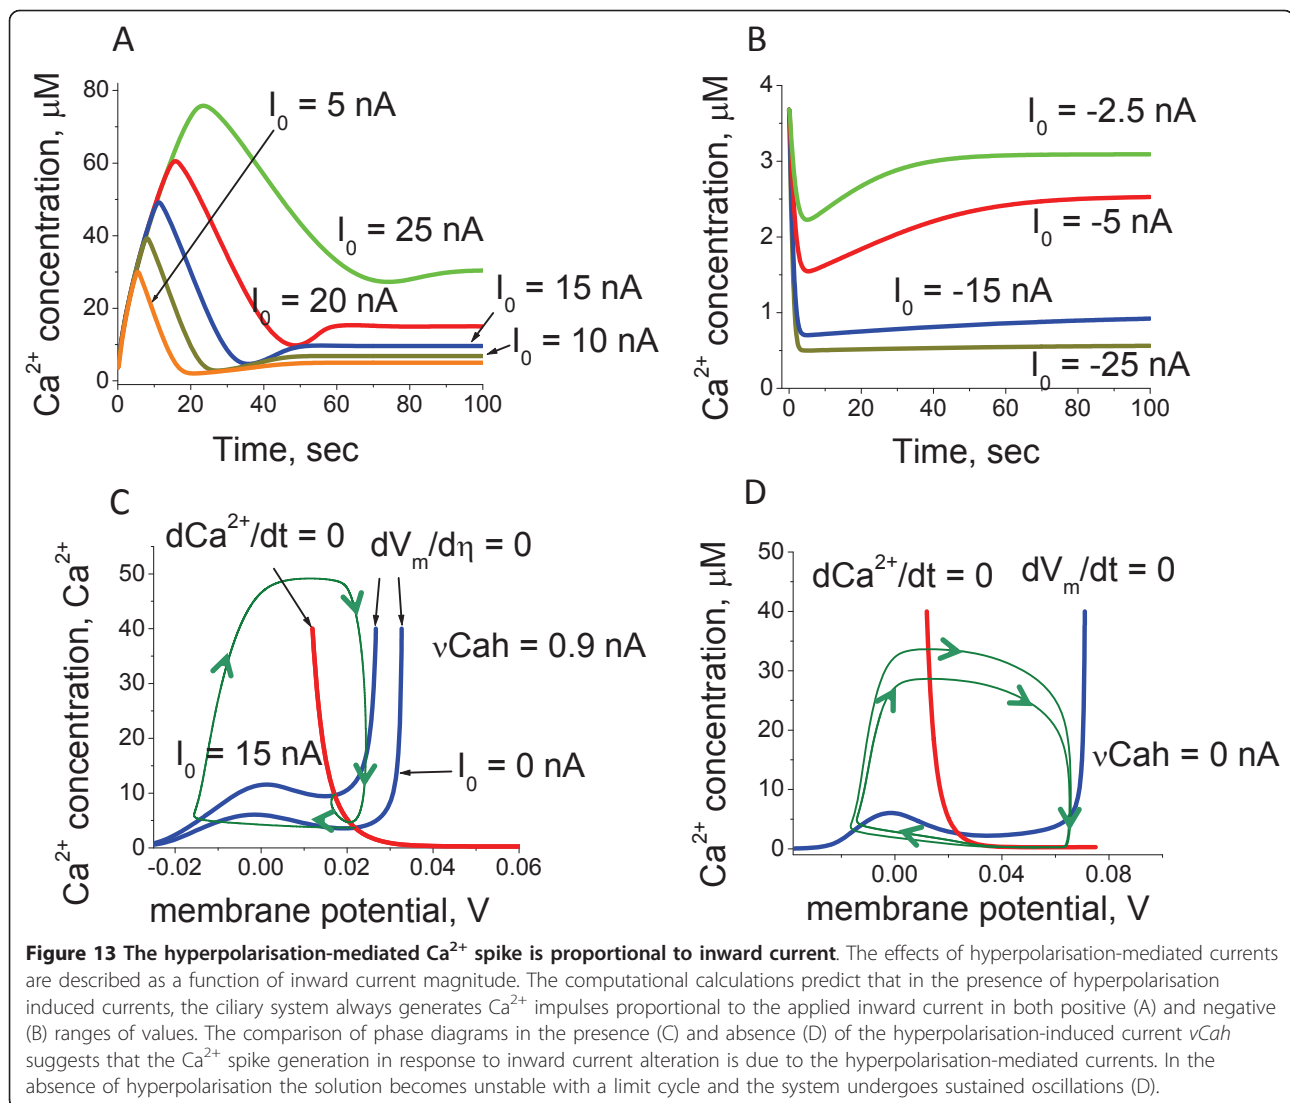 A
Ca²⁺ concentration, μM
80
60
40
20
0
0 20 40 60 80 100
Time, sec
I₀ = 5 nA
I₀ = 25 nA
I₀ = 20 nA
I₀ = 15 nA
I₀ = 10 nA
B
Ca²⁺ concentration, μM
4
3
2
1
0
0 20 40 60 80 100
Time, sec
I₀ = -2.5 nA
I₀ = -5 nA
I₀ = -15 nA
I₀ = -25 nA
C
dCa²⁺/dt = 0
dVₘ/dη = 0
Ca²⁺ concentration, Ca²⁺
50
40
30
20
10
0
νCah = 0.9 nA
I₀ = 15 nA
I₀ = 0 nA
-0.02 0.00 0.02 0.04 0.06
membrane potential, V
D
Ca²⁺ concentration, μM
50
40
30
20
10
0
dCa²⁺/dt = 0
dVₘ/dt = 0
νCah = 0 nA
0.00 0.04 0.08
membrane potential, V
Figure 13 The hyperpolarisation-mediated Ca²⁺ spike is proportional to inward current. The effects of hyperpolarisation-mediated currents
are described as a function of inward current magnitude. The computational calculations predict that in the presence of hyperpolarisation
induced currents, the ciliary system always generates Ca²⁺ impulses proportional to the applied inward current in both positive (A) and negative
(B) ranges of values. The comparison of phase diagrams in the presence (C) and absence (D) of the hyperpolarisation-induced current vCah
suggests that the Ca²⁺ spike generation in response to inward current alteration is due to the hyperpolarisation-mediated currents. In the
absence of hyperpolarisation the solution becomes unstable with a limit cycle and the system undergoes sustained oscillations (D).